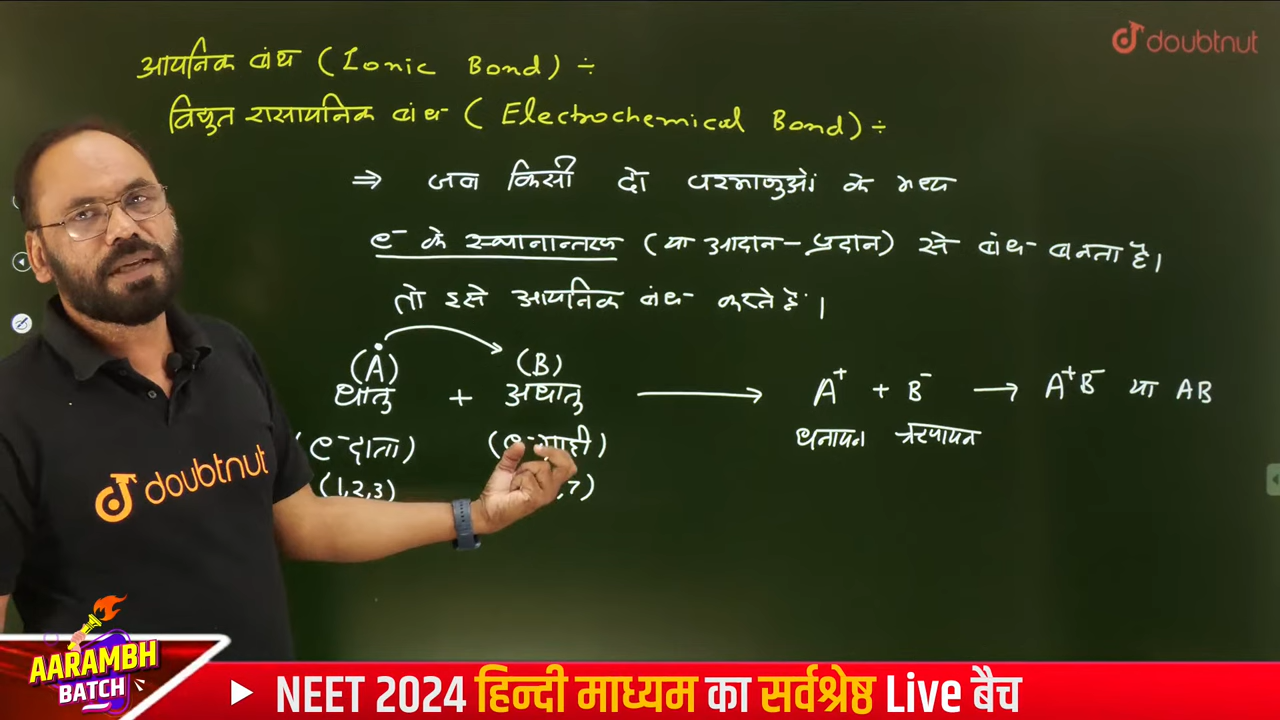 doubtnut
आयनिक बंध (Ionic Bond) ÷
विद्युत रासायनिक बंध (Electrochemical Bond) ÷
⇒ जब किसी दो परमाणुओं के मध्य
e⁻ के स्थानान्तरण (या आदान-प्रदान) से बंध बनता है।
तो इसे आयनिक बंध कहते है।
(A) (B)
धातु + अधातु ⟶ A⁺ + B⁻ ⟶ A⁺B⁻ या AB
(e⁻दाता) (e⁻ग्राही) धनायन ऋणायन
(1,2,3) ,7)
doubtnut
AARAMBH
BATCH
NEET 2024 हिन्दी माध्यम का सर्वश्रेष्ठ Live बैच